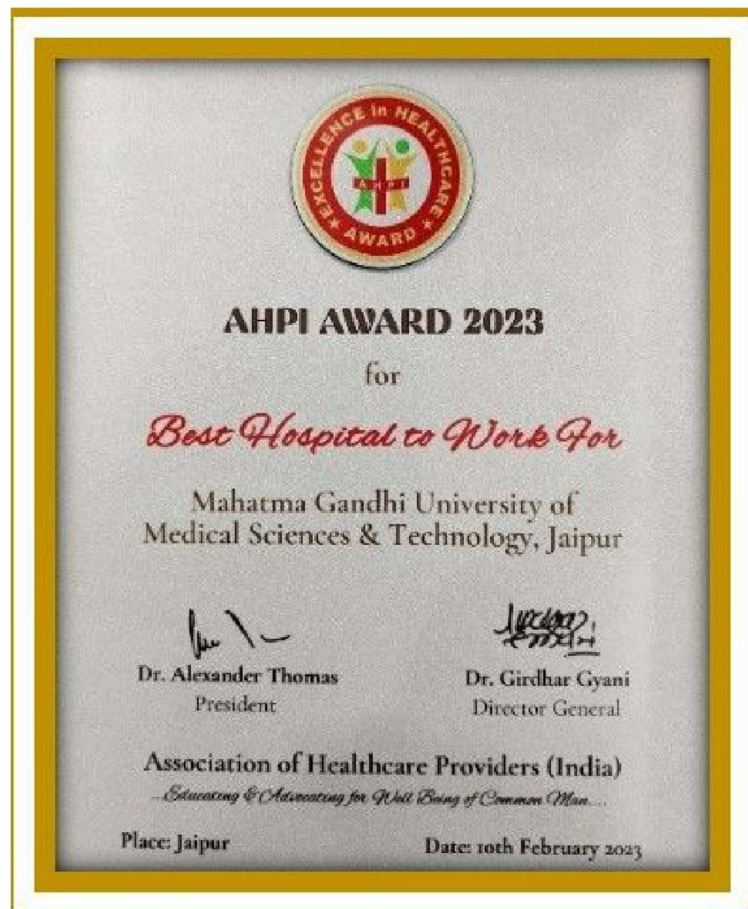 EXCELLENCE in HEALTHCARE
AHPI
AWARD
AHPI AWARD 2023
for
Best Hospital to Work For
Mahatma Gandhi University of
Medical Sciences & Technology, Jaipur
Dr. Alexander Thomas
President
Dr. Girdhar Gyani
Director General
Association of Healthcare Providers (India)
...Educating & Advocating for Well Being of Common Man....
Place: Jaipur
Date: 10th February 2023